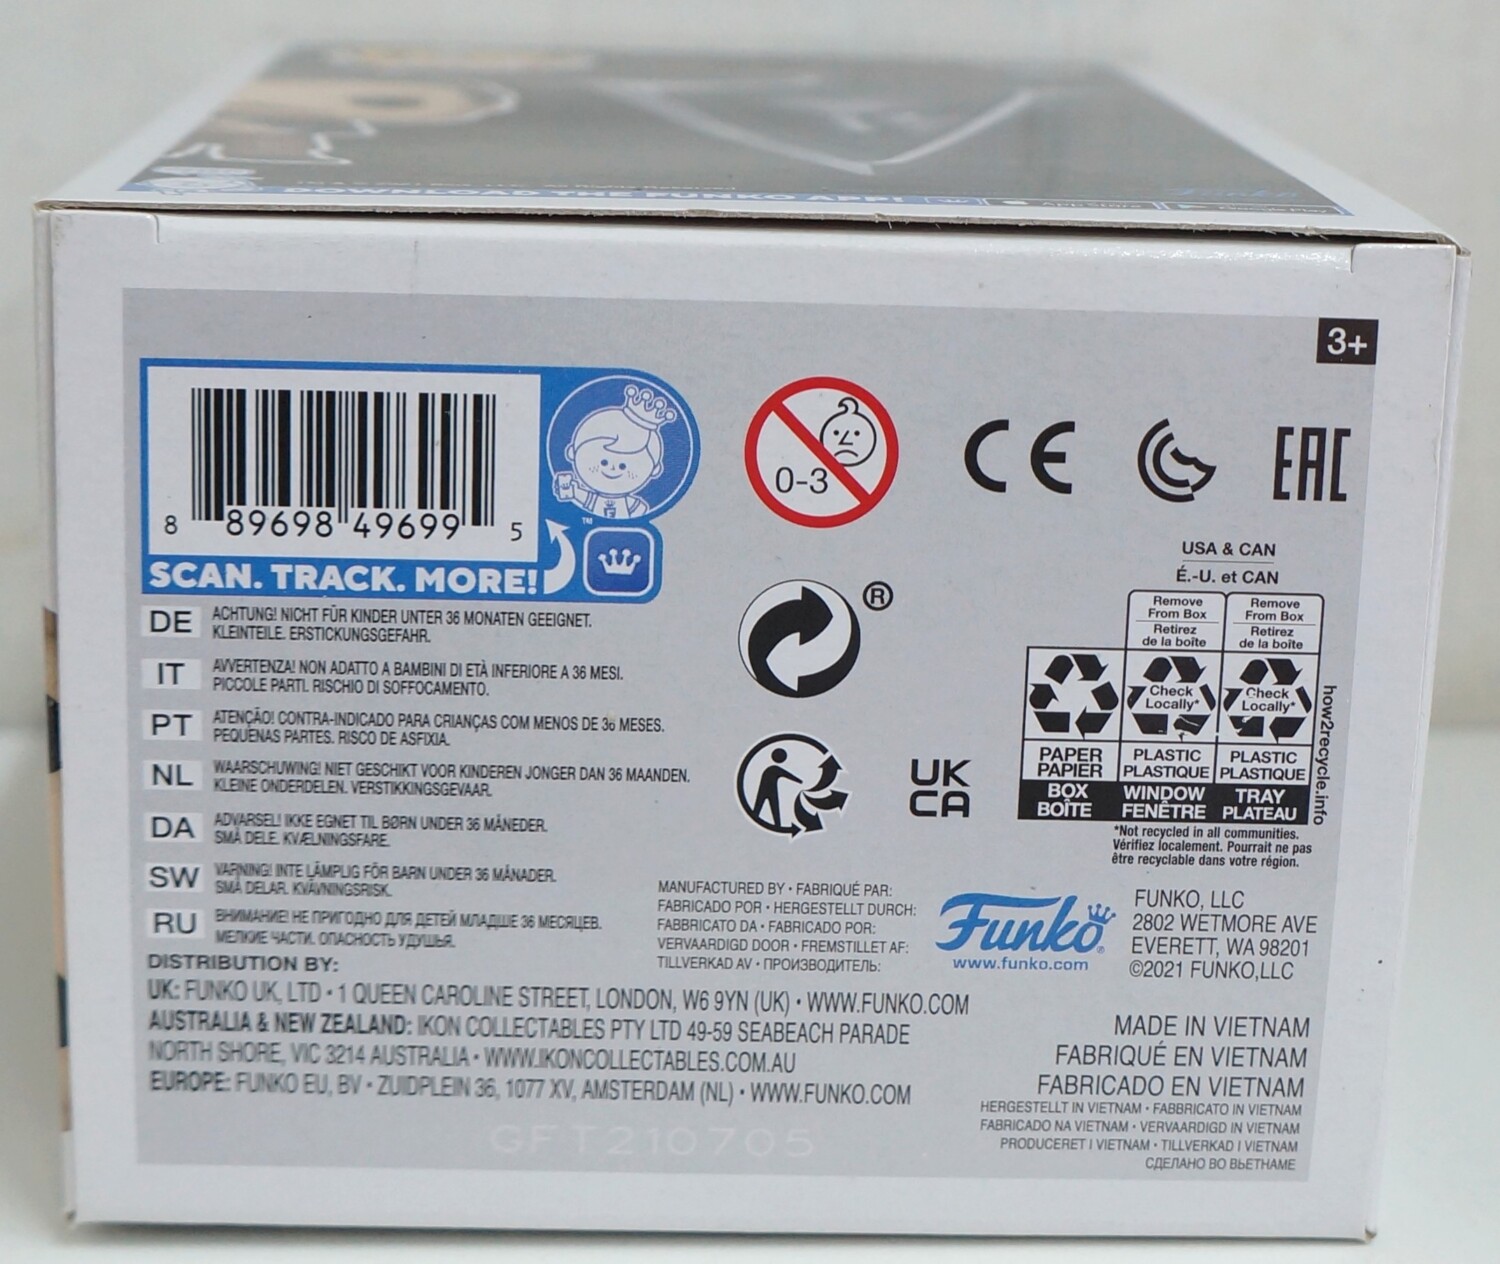 DOWNLOAD THE FUNKO APP!
3+
8 89698 49699 5
™
SCAN. TRACK. MORE!
0-3
CE
EAC
DE ACHTUNG! NICHT FÜR KINDER UNTER 36 MONATEN GEEIGNET.
KLEINTEILE. ERSTICKUNGSGEFAHR.
IT AVVERTENZA! NON ADATTO A BAMBINI DI ETÀ INFERIORE A 36 MESI.
PICCOLE PARTI. RISCHIO DI SOFFOCAMENTO.
PT ATENÇÃO! CONTRA-INDICADO PARA CRIANÇAS COM MENOS DE 36 MESES.
PEQUENAS PARTES. RISCO DE ASFIXIA.
NL WAARSCHUWING! NIET GESCHIKT VOOR KINDEREN JONGER DAN 36 MAANDEN.
KLEINE ONDERDELEN. VERSTIKKINGSGEVAAR.
DA ADVARSEL! IKKE EGNET TIL BØRN UNDER 36 MÅNEDER.
SMÅ DELE. KVÆLNINGSFARE.
SW VARNING! INTE LÄMPLIG FÖR BARN UNDER 36 MÅNADER.
SMÅ DELAR. KVÄVNINGSRISK.
RU ВНИМАНИЕ! НЕ ПРИГОДНО ДЛЯ ДЕТЕЙ МЛАДШЕ 36 МЕСЯЦЕВ.
МЕЛКИЕ ЧАСТИ. ОПАСНОСТЬ УДУШЬЯ.
®
UK
CA
USA & CAN
É.-U. et CAN
Remove
From Box
Retirez
de la boîte
Remove
From Box
Retirez
de la boîte
Check
Locally*
Check
Locally*
PAPER
PAPIER
PLASTIC
PLASTIQUE
PLASTIC
PLASTIQUE
BOX
BOÎTE
WINDOW
FENÊTRE
TRAY
PLATEAU
how2recycle.info
*Not recycled in all communities.
Vérifiez localement. Pourrait ne pas
être recyclable dans votre région.
MANUFACTURED BY • FABRIQUÉ PAR:
FABRICADO POR • HERGESTELLT DURCH:
FABBRICATO DA • FABRICADO POR:
VERVAARDIGD DOOR • FREMSTILLET AF:
TILLVERKAD AV • ПРОИЗВОДИТЕЛЬ:
Funko
www.funko.com
FUNKO, LLC
2802 WETMORE AVE
EVERETT, WA 98201
©2021 FUNKO,LLC
DISTRIBUTION BY:
UK: FUNKO UK, LTD • 1 QUEEN CAROLINE STREET, LONDON, W6 9YN (UK) • WWW.FUNKO.COM
AUSTRALIA & NEW ZEALAND: IKON COLLECTABLES PTY LTD 49-59 SEABEACH PARADE
NORTH SHORE, VIC 3214 AUSTRALIA • WWW.IKONCOLLECTABLES.COM.AU
EUROPE: FUNKO EU, BV • ZUIDPLEIN 36, 1077 XV, AMSTERDAM (NL) • WWW.FUNKO.COM
MADE IN VIETNAM
FABRIQUÉ EN VIETNAM
FABRICADO EN VIETNAM
HERGESTELLT IN VIETNAM • FABBRICATO IN VIETNAM
FABRICADO NA VIETNAM • VERVAARDIGD IN VIETNAM
PRODUCERET I VIETNAM • TILLVERKAD I VIETNAM
СДЕЛАНО ВО ВЬЕТНАМЕ
GFT210705